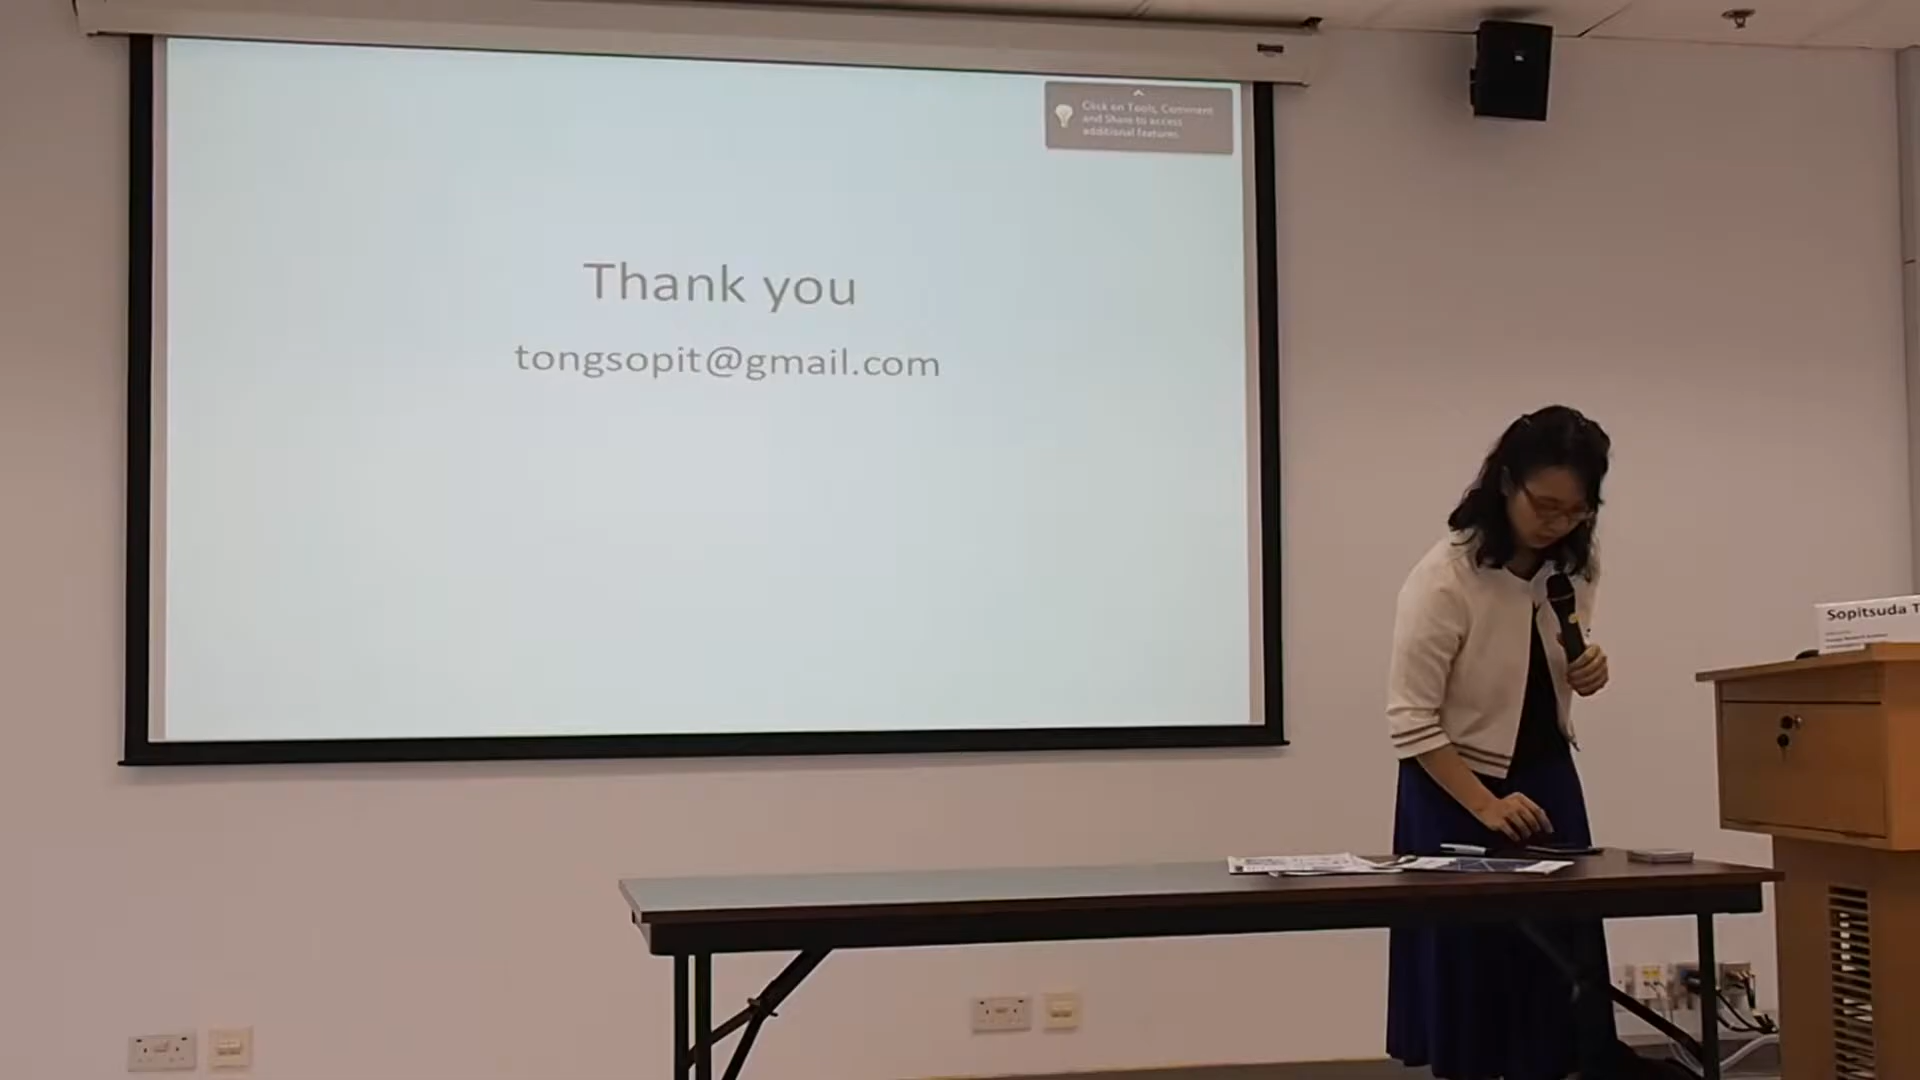 Click on Tools, Comment
and Share to access
additional features
Thank you
tongsopit@gmail.com
Sopitsuda T